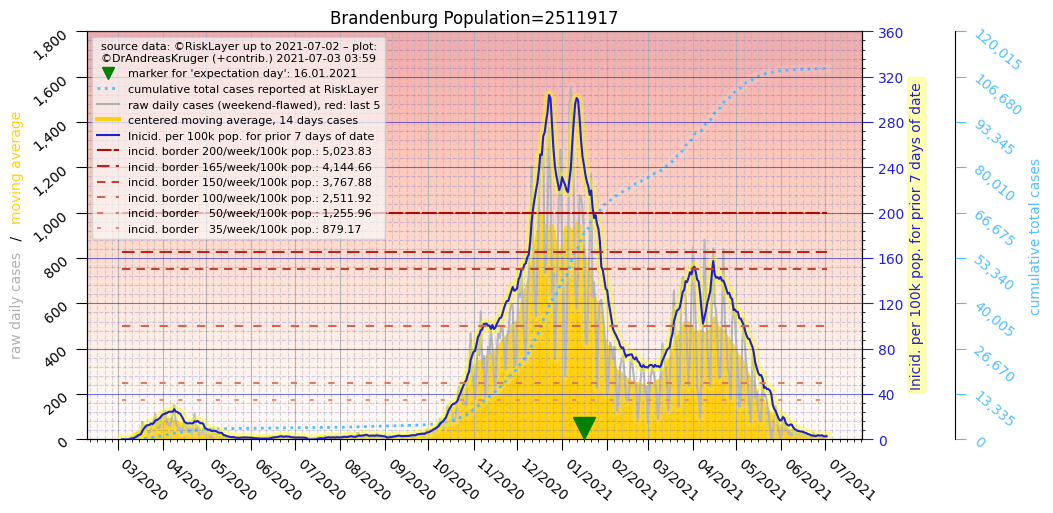 Brandenburg Population=2511917
source data: ©RiskLayer up to 2021-07-02 – plot:
©DrAndreasKruger (+contrib.) 2021-07-03 03:59
marker for 'expectation day': 16.01.2021
cumulative total cases reported at RiskLayer
raw daily cases (weekend-flawed), red: last 5
centered moving average, 14 days cases
Inicid. per 100k pop. for prior 7 days of date
incid. border 200/week/100k pop.: 5,023.83
incid. border 165/week/100k pop.: 4,144.66
incid. border 150/week/100k pop.: 3,767.88
incid. border 100/week/100k pop.: 2,511.92
incid. border   50/week/100k pop.: 1,255.96
incid. border   35/week/100k pop.: 879.17
raw daily cases   /   moving average
1,800
1,600
1,400
1,200
1,000
800
600
400
200
0
03/2020
04/2020
05/2020
06/2020
07/2020
08/2020
09/2020
10/2020
11/2020
12/2020
01/2021
02/2021
03/2021
04/2021
05/2021
06/2021
07/2021
360
320
280
240
200
160
120
80
40
0
Inicid. per 100k pop. for prior 7 days of date
120,015
106,680
93,345
80,010
66,675
53,340
40,005
26,670
13,335
0
cumulative total cases